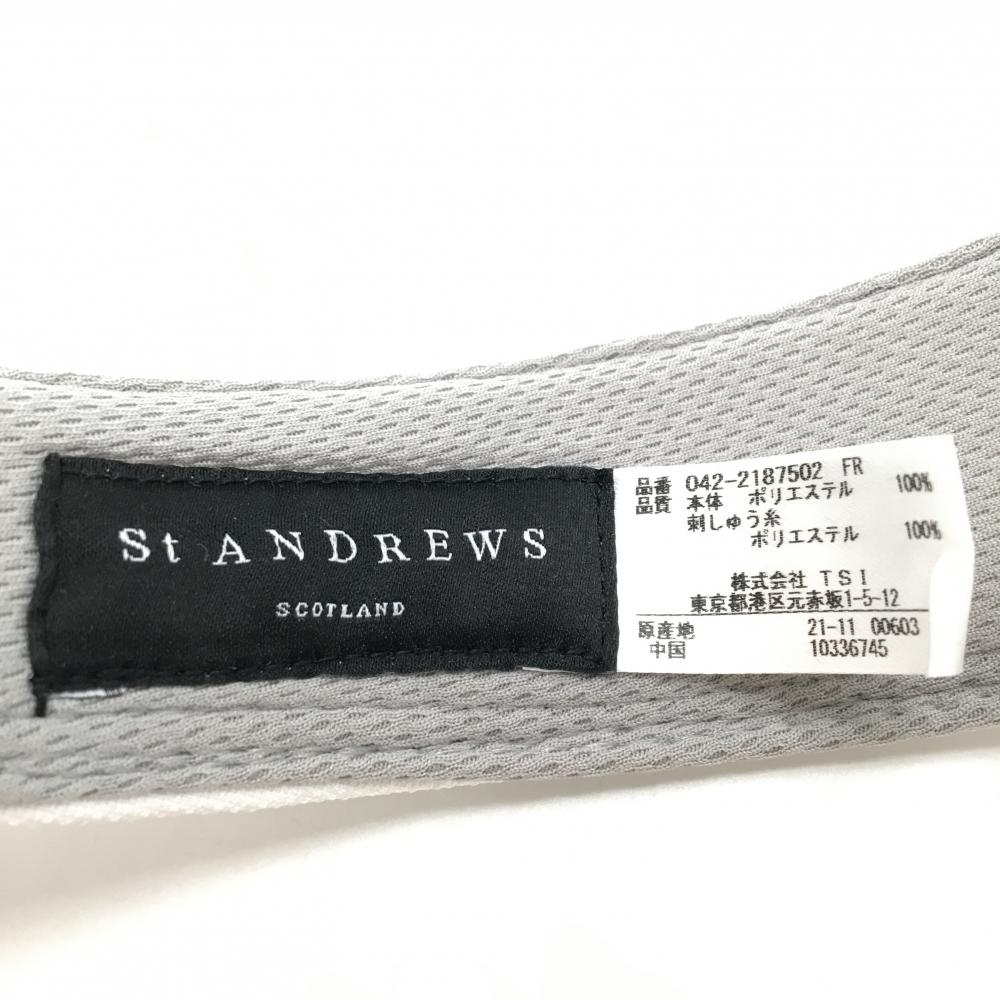 St ANDREWS
SCOTLAND
品番 042-2187502 FR
品質 本体 ポリエステル 100%
刺しゅう糸
ポリエステル 100%
株式会社 TSI
東京都港区元赤坂1-5-12
原産地 21-11 00603
中国 10336745